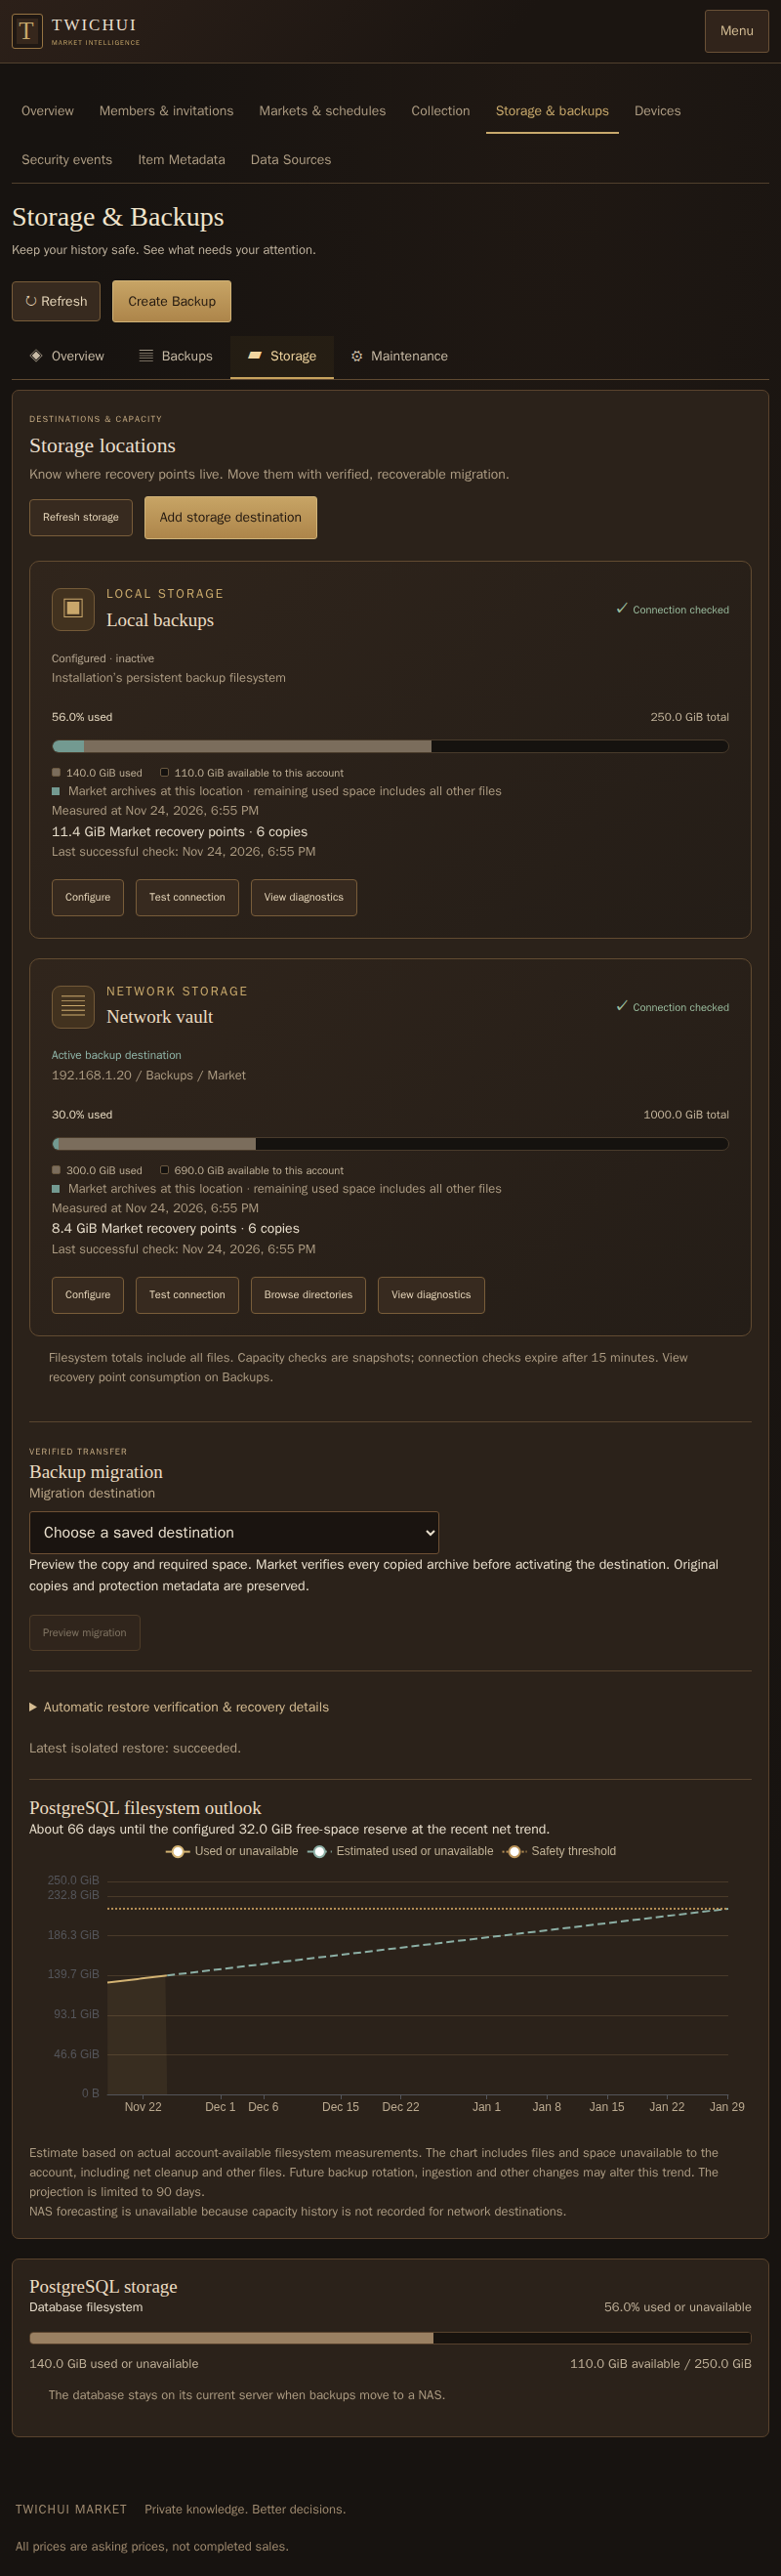 T TWICHUI
MARKET INTELLIGENCE
Menu
Overview Members & invitations Markets & schedules Collection Storage & backups Devices
Security events Item Metadata Data Sources
Storage & Backups
Keep your history safe. See what needs your attention.
↻ Refresh Create Backup
Overview Backups Storage Maintenance
DESTINATIONS & CAPACITY
Storage locations
Know where recovery points live. Move them with verified, recoverable migration.
Refresh storage Add storage destination
LOCAL STORAGE
Local backups
✓ Connection checked
Configured · inactive
Installation's persistent backup filesystem
56.0% used 250.0 GiB total
140.0 GiB used 110.0 GiB available to this account
Market archives at this location · remaining used space includes all other files
Measured at Nov 24, 2026, 6:55 PM
11.4 GiB Market recovery points · 6 copies
Last successful check: Nov 24, 2026, 6:55 PM
Configure Test connection View diagnostics
NETWORK STORAGE
Network vault
✓ Connection checked
Active backup destination
192.168.1.20 / Backups / Market
30.0% used 1000.0 GiB total
300.0 GiB used 690.0 GiB available to this account
Market archives at this location · remaining used space includes all other files
Measured at Nov 24, 2026, 6:55 PM
8.4 GiB Market recovery points · 6 copies
Last successful check: Nov 24, 2026, 6:55 PM
Configure Test connection Browse directories View diagnostics
Filesystem totals include all files. Capacity checks are snapshots; connection checks expire after 15 minutes. View
recovery point consumption on Backups.
VERIFIED TRANSFER
Backup migration
Migration destination
Choose a saved destination
Preview the copy and required space. Market verifies every copied archive before activating the destination. Original
copies and protection metadata are preserved.
Preview migration
▶ Automatic restore verification & recovery details
Latest isolated restore: succeeded.
PostgreSQL filesystem outlook
About 66 days until the configured 32.0 GiB free-space reserve at the recent net trend.
Used or unavailable Estimated used or unavailable Safety threshold
250.0 GiB
232.8 GiB
186.3 GiB
139.7 GiB
93.1 GiB
46.6 GiB
0 B
Nov 22 Dec 1 Dec 6 Dec 15 Dec 22 Jan 1 Jan 8 Jan 15 Jan 22 Jan 29
Estimate based on actual account-available filesystem measurements. The chart includes files and space unavailable to the
account, including net cleanup and other files. Future backup rotation, ingestion and other changes may alter this trend. The
projection is limited to 90 days.
NAS forecasting is unavailable because capacity history is not recorded for network destinations.
PostgreSQL storage
Database filesystem 56.0% used or unavailable
140.0 GiB used or unavailable 110.0 GiB available / 250.0 GiB
The database stays on its current server when backups move to a NAS.
TWICHUI MARKET Private knowledge. Better decisions.
All prices are asking prices, not completed sales.